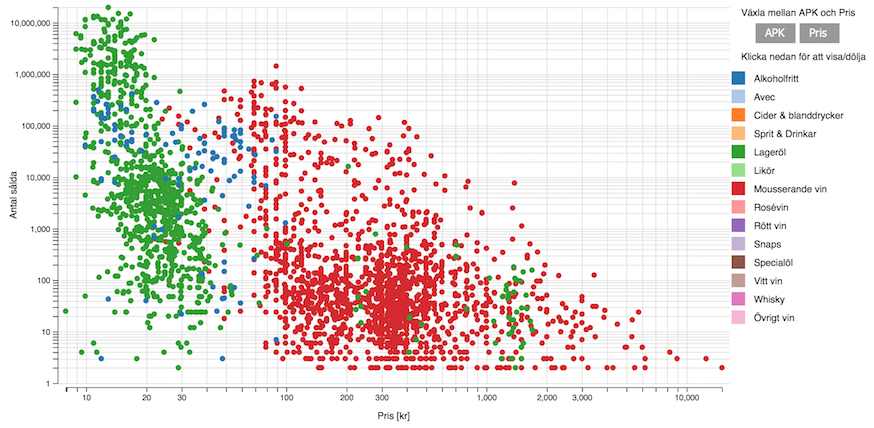 Växla mellan APK och Pris
APK Pris
Klicka nedan för att visa/dölja
Alkoholfritt
Avec
Cider & blanddrycker
Sprit & Drinkar
Lageröl
Likör
Mousserande vin
Rosévin
Rött vin
Snaps
Specialöl
Vitt vin
Whisky
Övrigt vin
Antal sålda
10,000,000
1,000,000
100,000
10,000
1,000
100
10
1
10 20 30 100 200 300 1,000 2,000 3,000 10,000
Pris [kr]